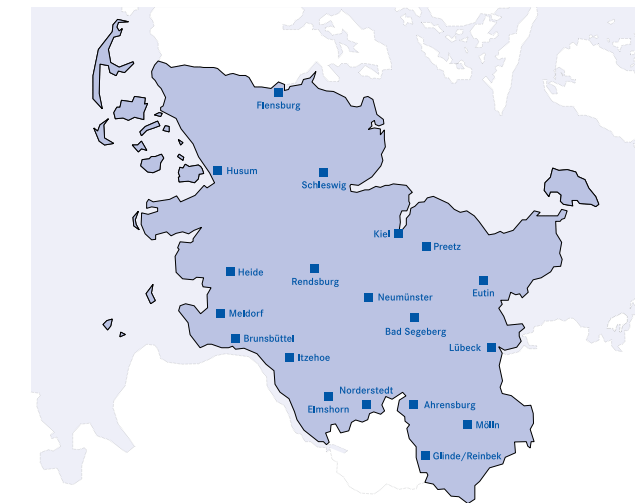 Flensburg
Husum
Schleswig
Kiel
Preetz
Heide
Rendsburg
Eutin
Neumünster
Meldorf
Bad Segeberg
Brunsbüttel
Lübeck
Itzehoe
Norderstedt
Elmshorn
Ahrensburg
Mölln
Glinde/Reinbek